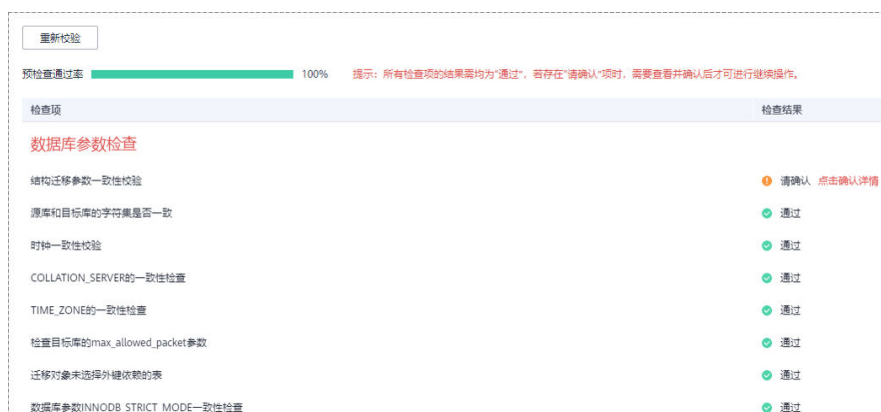 重新校验
预检查通过率 100% 提示：所有检查项的结果需均为“通过”，若存在“请确认”项时，需要查看并确认后才可进行继续操作。
检查项 检查结果
数据库参数检查
结构迁移参数一致性校验 请确认 点击确认详情
源库和目标库的字符集是否一致 通过
时钟一致性校验 通过
COLLATION_SERVER的一致性检查 通过
TIME_ZONE的一致性检查 通过
检查目标库的max_allowed_packet参数 通过
迁移对象未选择外键依赖的表 通过
数据库参数INNODB_STRICT_MODE一致性检查 通过